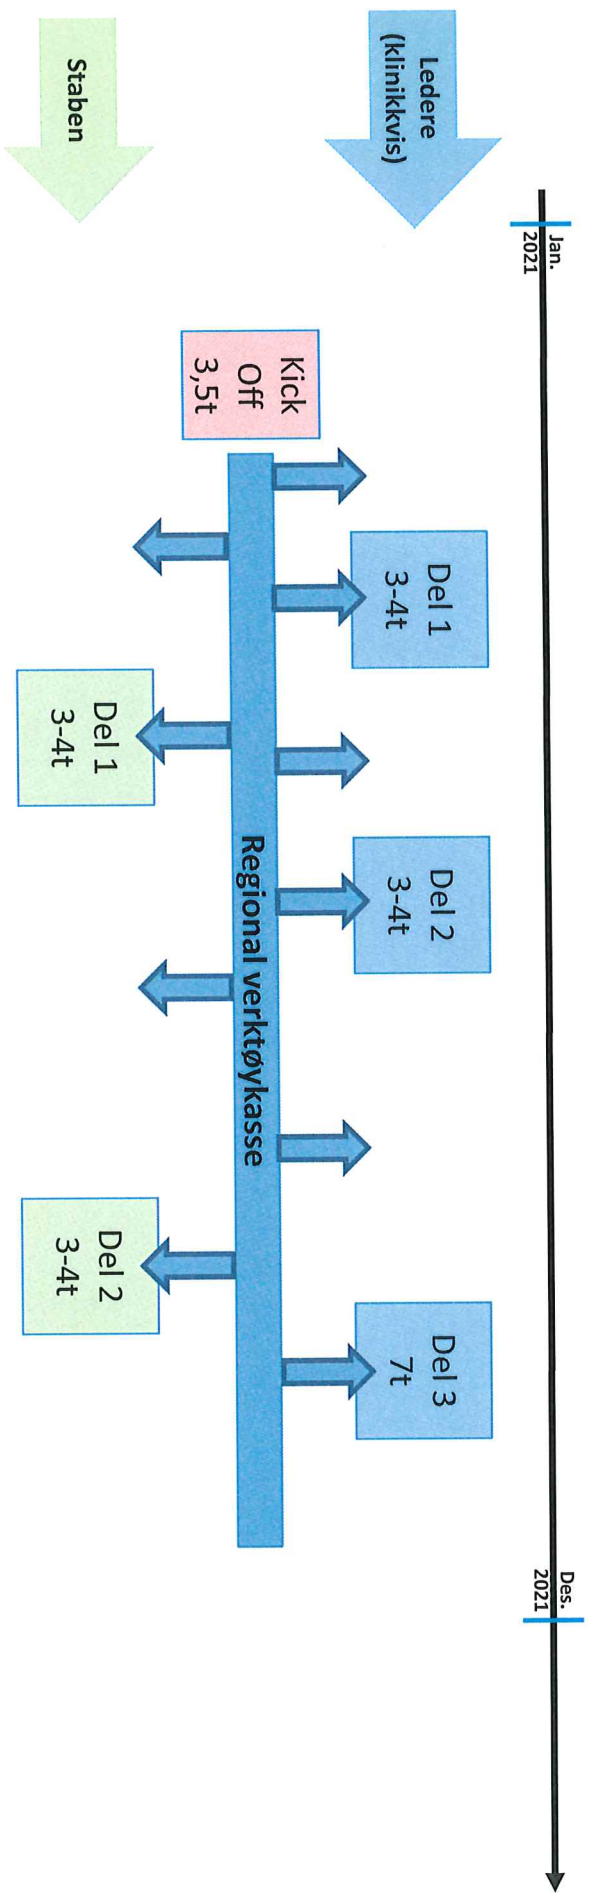 Jan.
2021
Des.
2021
Ledere
(klinikkvis)
Del 1
3-4t
Del 2
3-4t
Del 3
7t
Kick
Off
3,5t
Regional verktøykasse
Staben
Del 1
3-4t
Del 2
3-4t